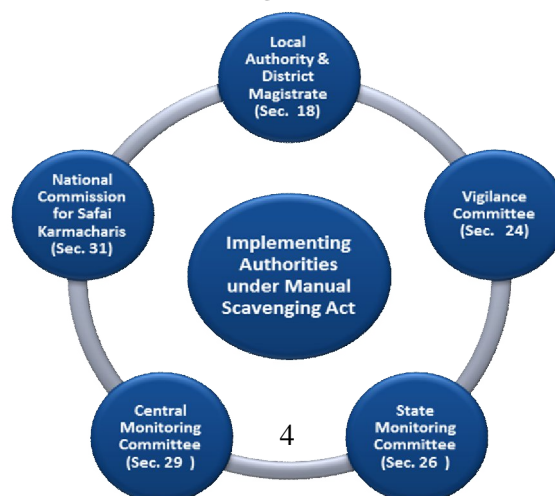 Local
Authority &
District
Magistrate
(Sec. 18)
National
Commission
for Safai
Karmacharis
(Sec. 31)
Vigilance
Committee
(Sec. 24)
Implementing
Authorities
under Manual
Scavenging Act
Central
Monitoring
Committee
(Sec. 29 )
4
State
Monitoring
Committee
(Sec. 26 )